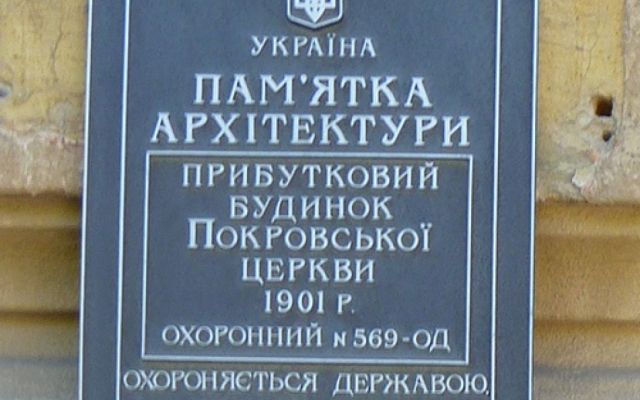 УКРАЇНА
ПАМ'ЯТКА
АРХІТЕКТУРИ
ПРИБУТКОВИЙ
БУДИНОК
ПОКРОВСЬКОЇ
ЦЕРКВИ
1901 Р.
ОХОРОННИЙ N 569-ОД
ОХОРОНЯЄТЬСЯ ДЕРЖАВОЮ,